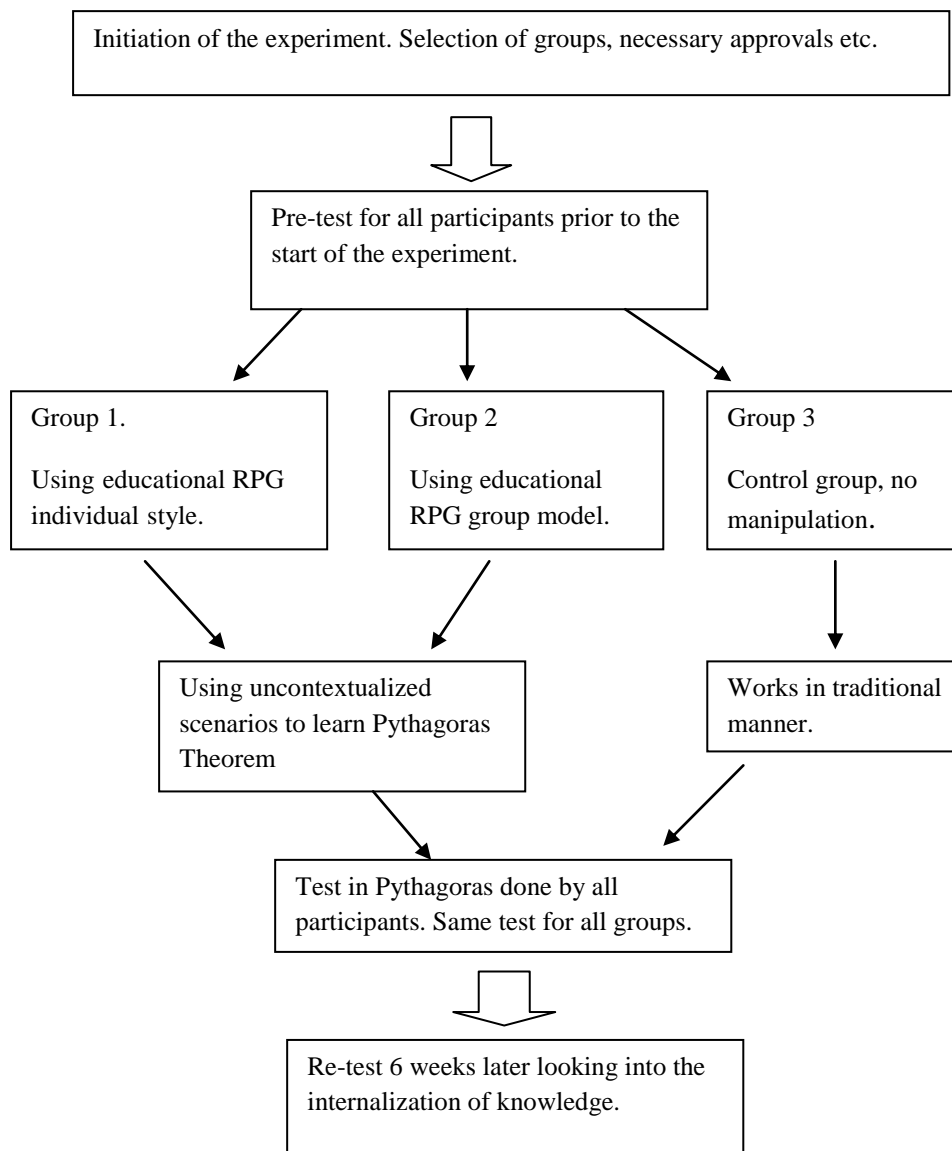 Initiation of the experiment. Selection of groups, necessary approvals etc.
Pre-test for all participants prior to the
start of the experiment.
Group 1.
Using educational RPG
individual style.
Group 2
Using educational
RPG group model.
Group 3
Control group, no
manipulation.
Using uncontextualized
scenarios to learn Pythagoras
Theorem
Works in traditional
manner.
Test in Pythagoras done by all
participants. Same test for all groups.
Re-test 6 weeks later looking into the
internalization of knowledge.